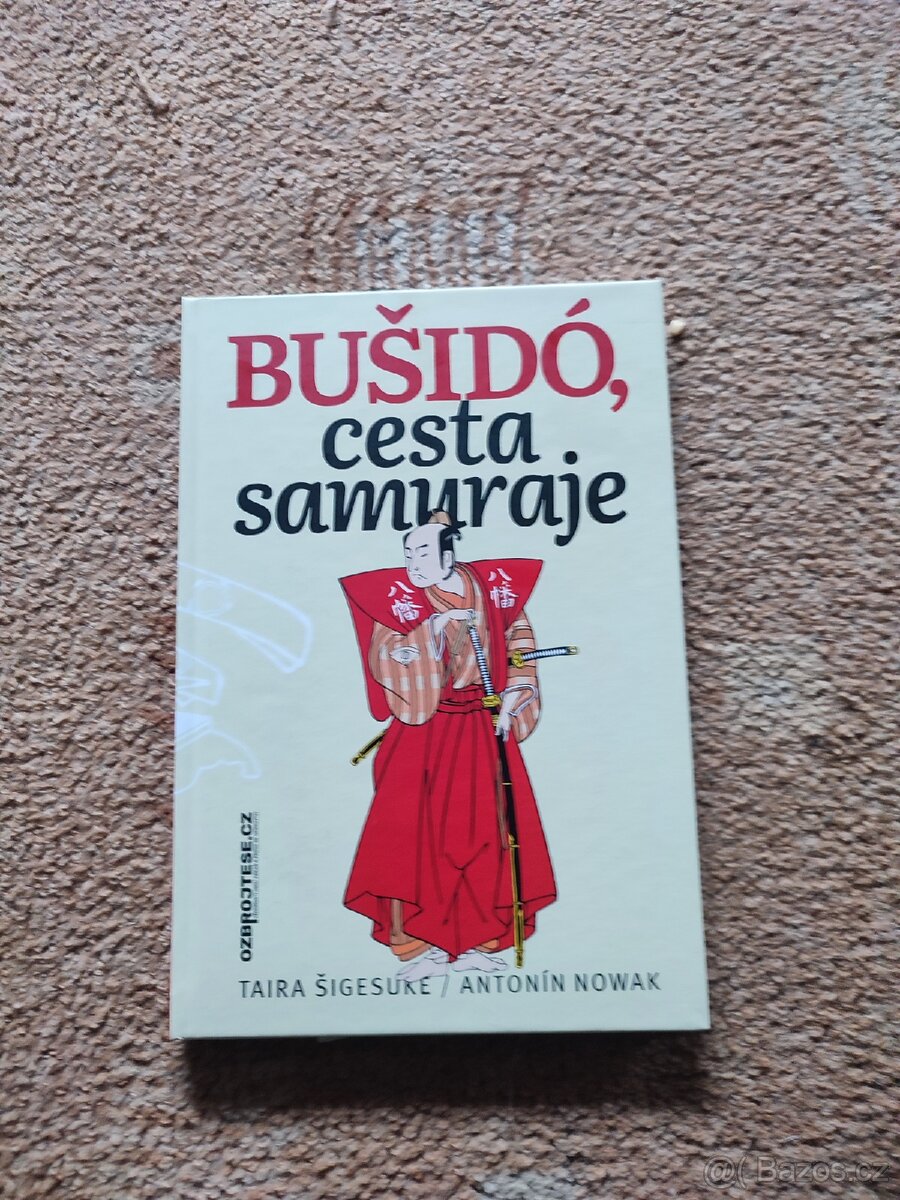 BUŠIDÓ,
cesta
samuraje
八幡
八幡
OZBROJTESE.CZ
TAIRA ŠIGESUKE / ANTONÍN NOWAK
@( Bazos.cz